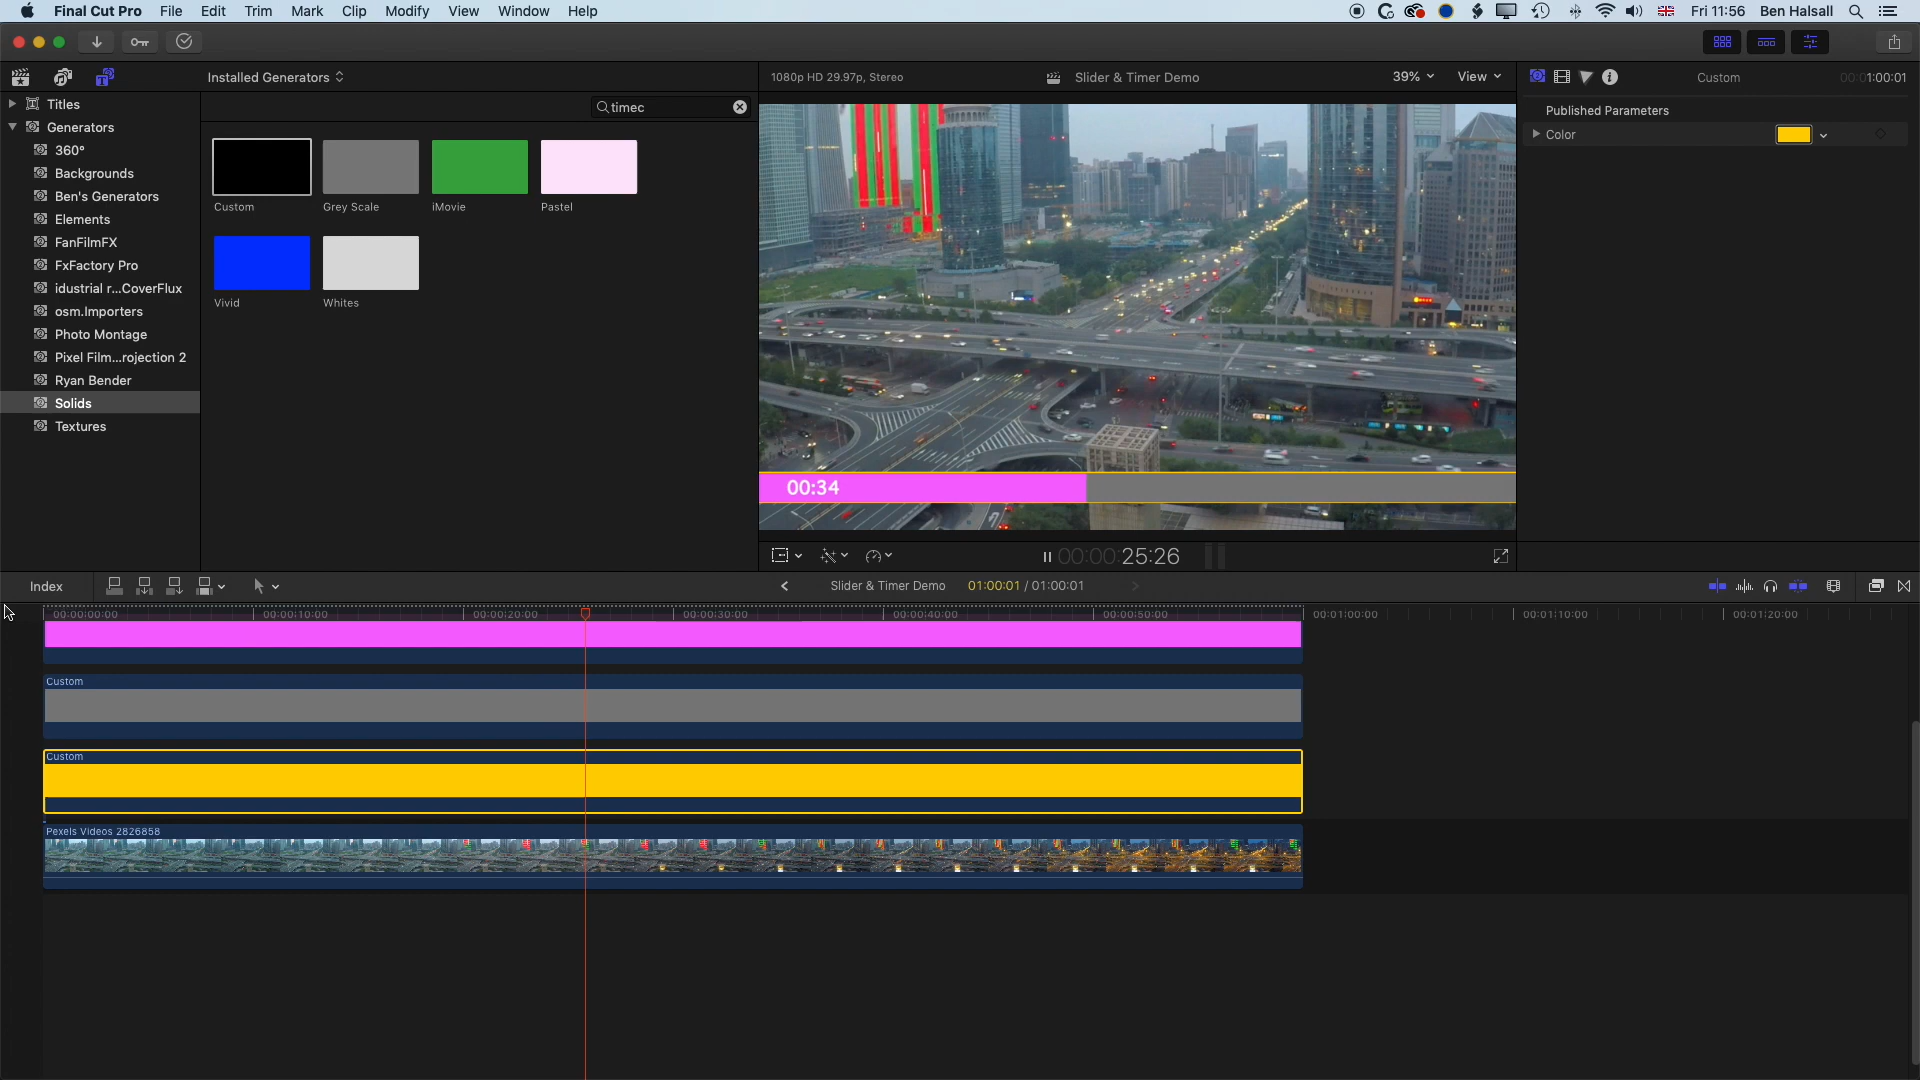 Final Cut Pro File Edit Trim Mark Clip Modify View Window Help Fri 11:56 Ben Halsall
Installed Generators
1080p HD 29.97p, Stereo Slider & Timer Demo 39% View
Custom 00:01:00:01
Titles
Generators
360°
Backgrounds
Ben's Generators
Elements
FanFilmFX
FxFactory Pro
idustrial r...CoverFlux
osm.Importers
Photo Montage
Pixel Film...rojection 2
Ryan Bender
Solids
Textures
timec
Custom Grey Scale iMovie Pastel
Vivid Whites
00:34
Published Parameters
Color
00:00:25:26
Index Slider & Timer Demo 01:00:01 / 01:00:01
00:00:00:00 00:00:10:00 00:00:20:00 00:00:30:00 00:00:40:00 00:00:50:00 00:01:00:00 00:01:10:00 00:01:20:00
Custom
Custom
Pexels Videos 2826858